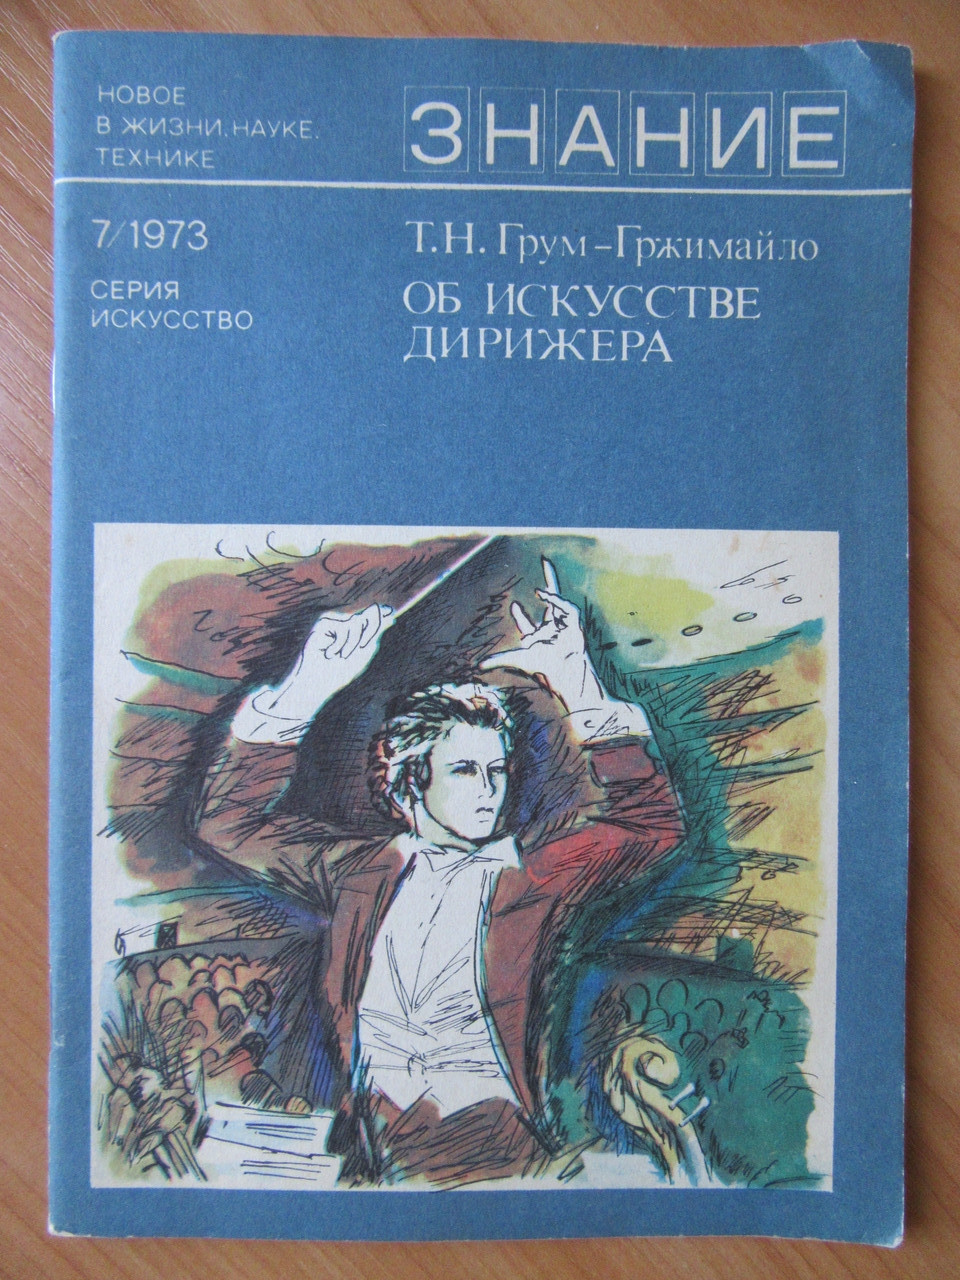 НОВОЕ
В ЖИЗНИ, НАУКЕ,
ТЕХНИКЕ
ЗНАНИЕ
7/1973
СЕРИЯ
ИСКУССТВО
Т.Н. Грум-Гржимайло
ОБ ИСКУССТВЕ
ДИРИЖЕРА